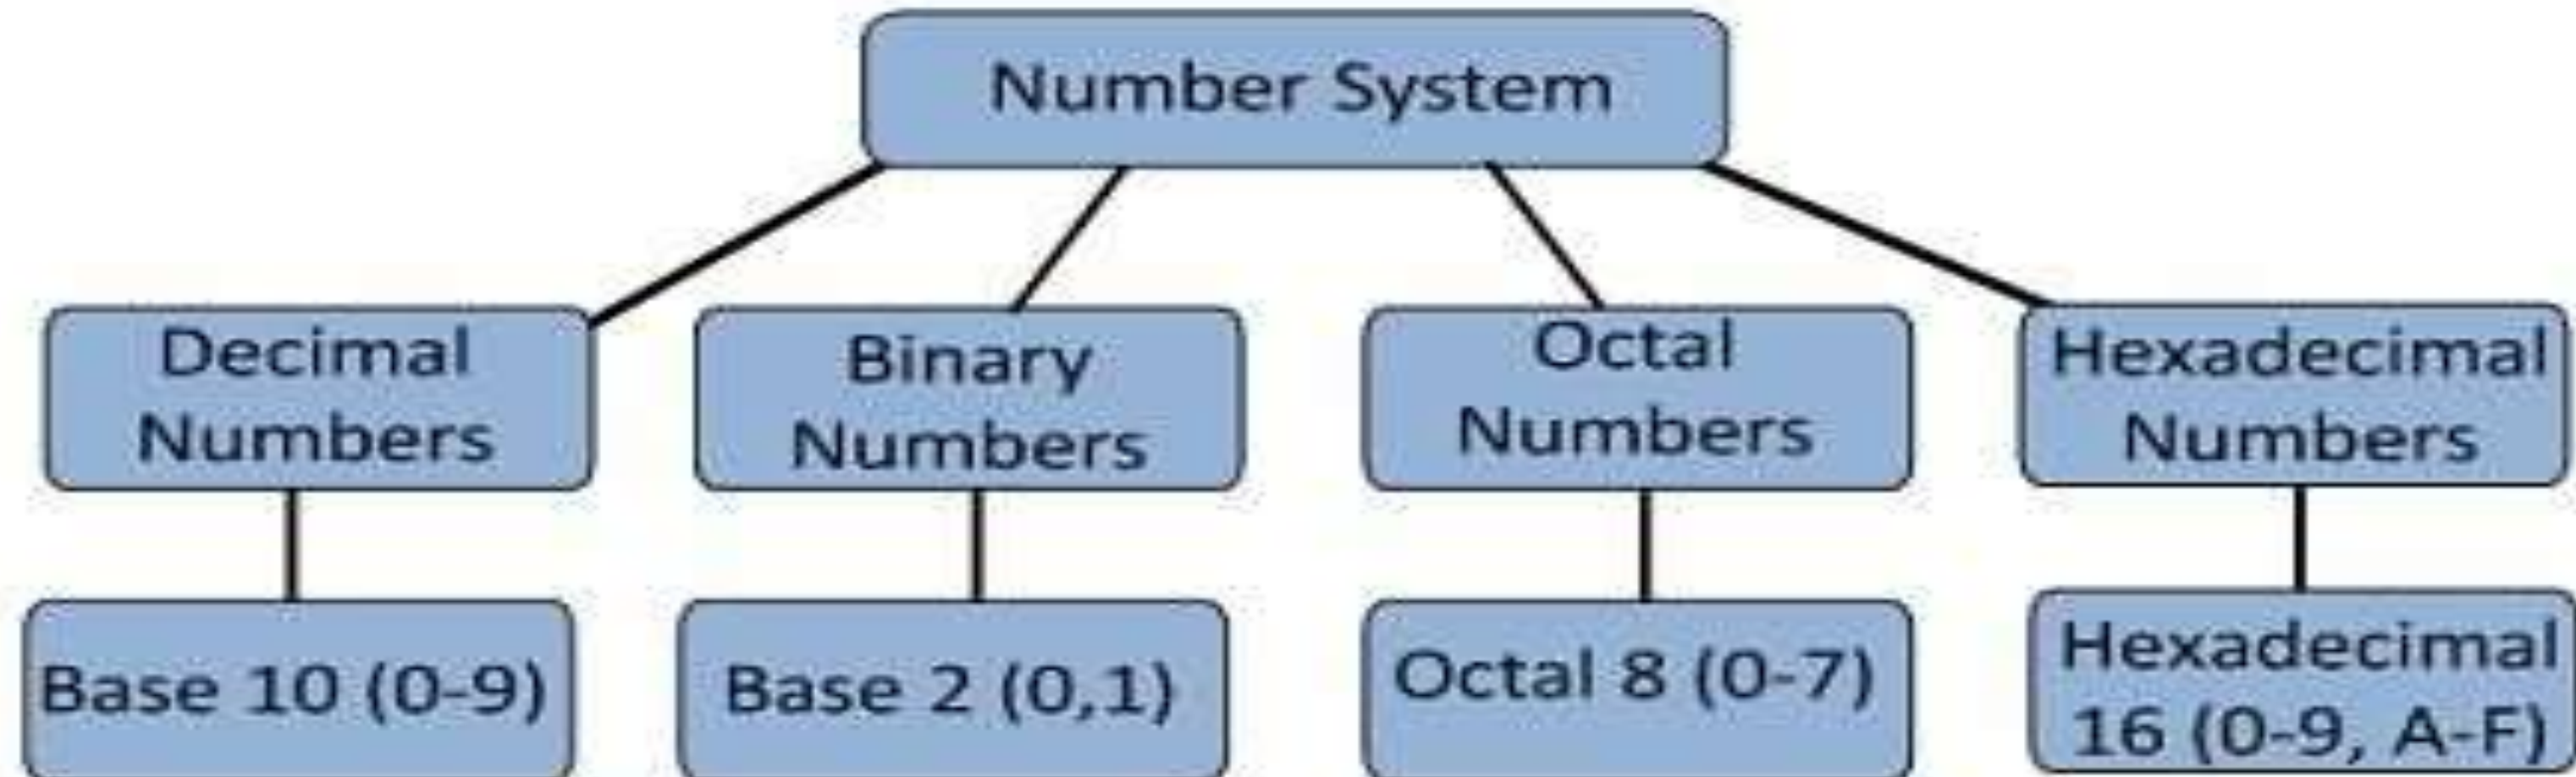 Number System
Decimal
Numbers
Binary
Numbers
Octal
Numbers
Hexadecimal
Numbers
Base 10 (0-9)
Base 2 (0,1)
Octal 8 (0-7)
Hexadecimal
16 (0-9, A-F)